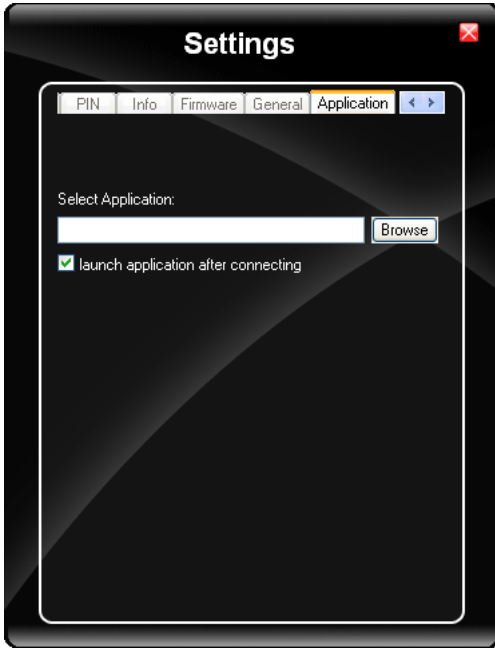 Settings
PIN Info Firmware General Application
Select Application:
Browse
launch application after connecting